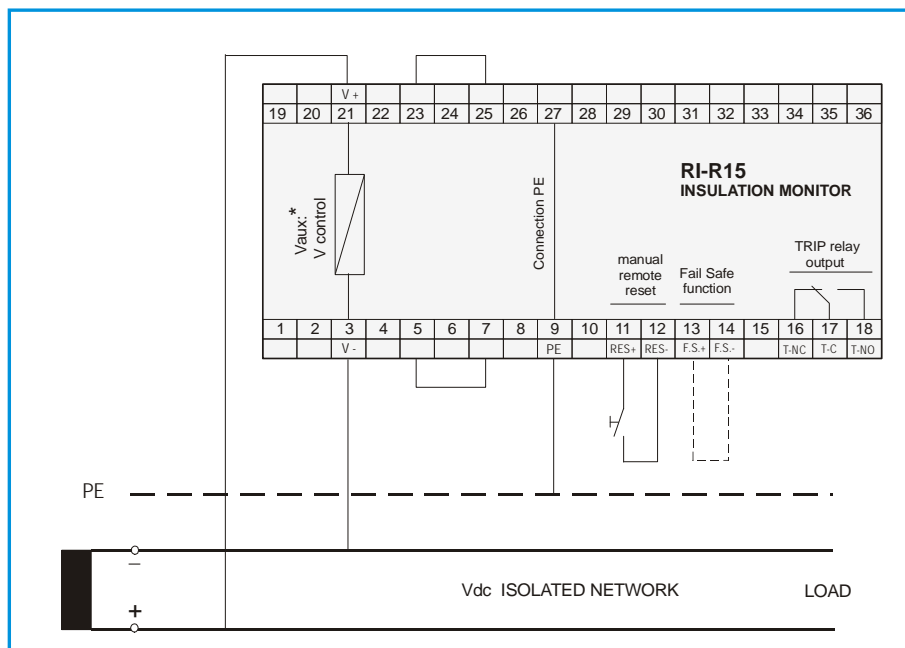 V +
19 20 21 22 23 24 25 26 27 28 29 30 31 32 33 34 35 36
RI-R15
INSULATION MONITOR
Vaux:*
V control
Connection PE
manual
remote
reset
Fail Safe
function
TRIP relay
output
1 2 3 4 5 6 7 8 9 10 11 12 13 14 15 16 17 18
V - PE RES+ RES- F.S.+ F.S.- T-NC T-C T-NO
PE
–
Vdc ISOLATED NETWORK LOAD
+